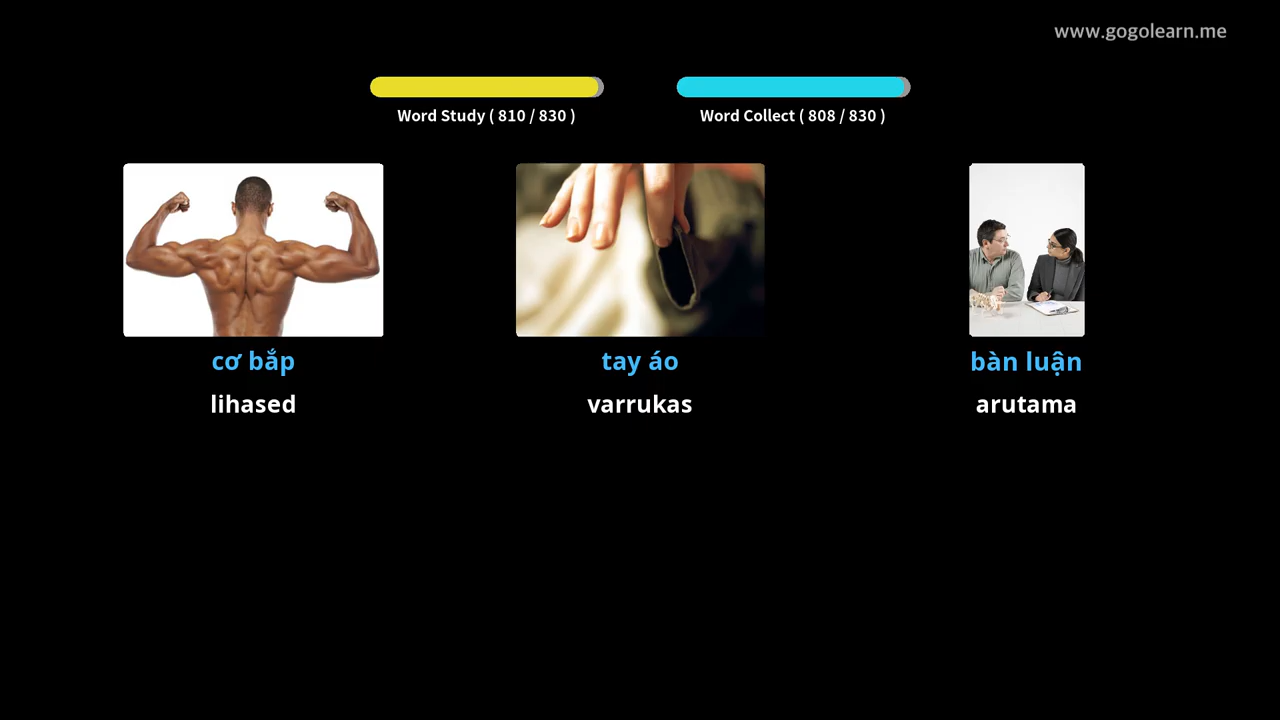 www.gogolearn.me
Word Study ( 810 / 830 )
Word Collect ( 808 / 830 )
cơ bắp
tay áo
bàn luận
lihased
varrukas
arutama